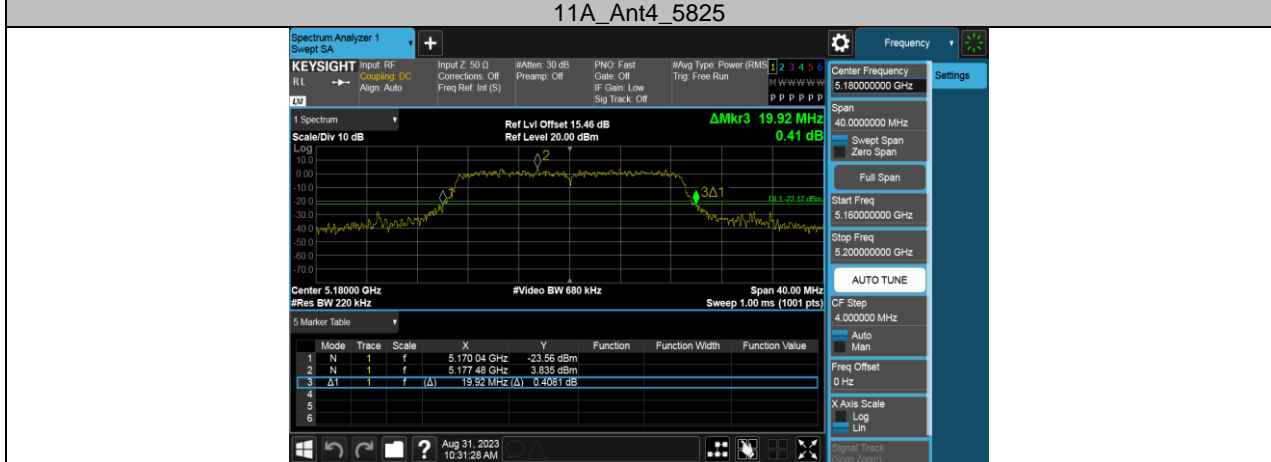 11A_Ant4_5825
Spectrum Analyzer 1
Swept SA
+
Frequency
KEYSIGHT Input: RF Input Z: 50 Ω #Atten: 30 dB PNO: Fast #Avg Type: Power (RMS 1 2 3 4 5 6
RL Coupling: DC Corrections: Off Preamp: Off Gate: Off Trig: Free Run M W W W W W
Align: Auto Freq Ref: Int (S) IF Gain: Low
LXI Sig Track: Off P P P P P P
Center Frequency
5.180000000 GHz
Settings
Span
40.0000000 MHz
Swept Span
Zero Span
Full Span
Start Freq
5.160000000 GHz
Stop Freq
5.200000000 GHz
AUTO TUNE
CF Step
4.000000 MHz
Auto
Man
Freq Offset
0 Hz
X Axis Scale
Log
Lin
Signal Track
(Span Zoom)
1 Spectrum
Ref Lvl Offset 15.46 dB
ΔMkr3 19.92 MHz
Scale/Div 10 dB Ref Level 20.00 dBm 0.41 dB
Log
10.0
0.00
-10.0
-20.0
-30.0
-40.0
-50.0
-60.0
-70.0
2
1
3Δ1
DL1 -22.17 dBm
Center 5.18000 GHz #Video BW 680 kHz Span 40.00 MHz
#Res BW 220 kHz Sweep 1.00 ms (1001 pts)
5 Marker Table
Mode Trace Scale X Y Function Function Width Function Value
1 N 1 f 5.170 04 GHz -23.56 dBm
2 N 1 f 5.177 48 GHz 3.835 dBm
3 Δ1 1 f (Δ) 19.92 MHz (Δ) 0.4081 dB
4
5
6
?
Aug 31, 2023
10:31:28 AM